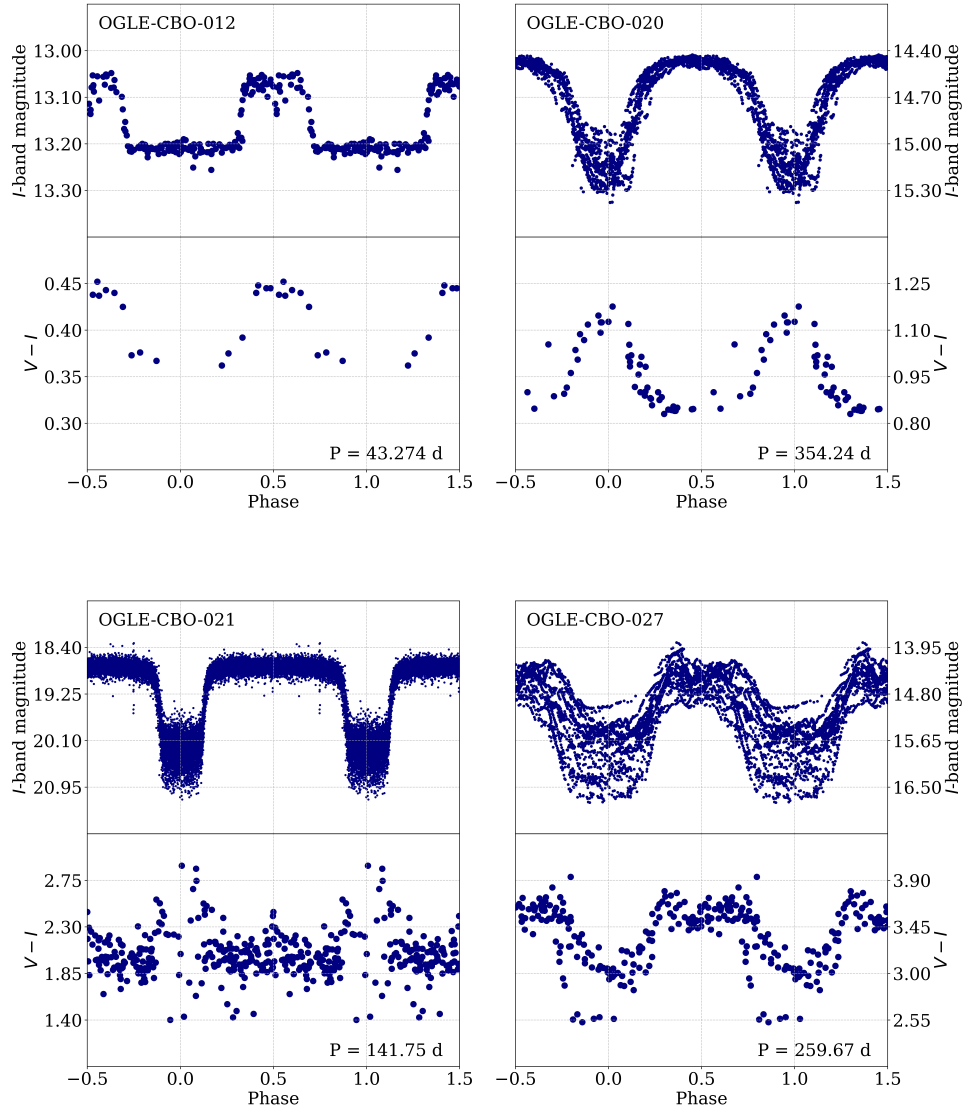 OGLE-CBO-012
I-band magnitude
13.00
13.10
13.20
13.30
V − I
0.45
0.40
0.35
0.30
P = 43.274 d
−0.5 0.0 0.5 1.0 1.5
Phase
OGLE-CBO-020
14.40
14.70
15.00
15.30
I-band magnitude
1.25
1.10
0.95
0.80
V − I
P = 354.24 d
−0.5 0.0 0.5 1.0 1.5
Phase
OGLE-CBO-021
I-band magnitude
18.40
19.25
20.10
20.95
V − I
2.75
2.30
1.85
1.40
P = 141.75 d
−0.5 0.0 0.5 1.0 1.5
Phase
OGLE-CBO-027
13.95
14.80
15.65
16.50
I-band magnitude
3.90
3.45
3.00
2.55
V − I
P = 259.67 d
−0.5 0.0 0.5 1.0 1.5
Phase